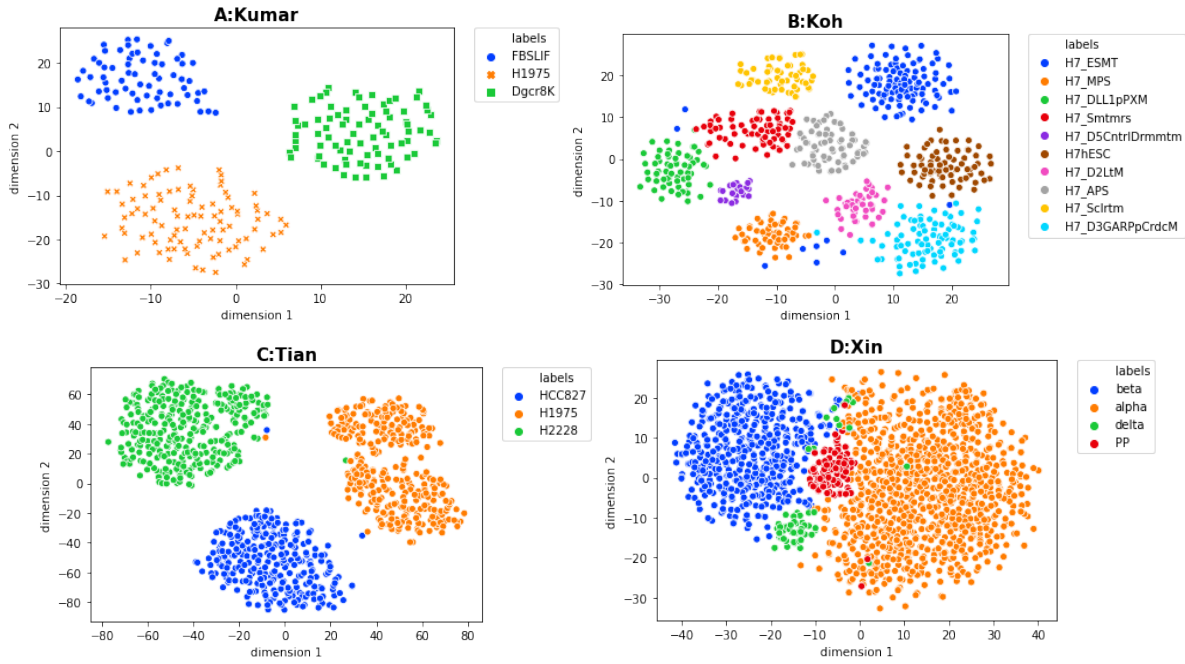 A:Kumar
labels
FBSLIF
H1975
Dgcr8K
20
10
0
−10
−20
−30
dimension 2
−20
−10
0
10
20
dimension 1
B:Koh
labels
H7_ESMT
H7_MPS
H7_DLL1pPXM
H7_Smtmrs
H7_D5CntrlDrmmtm
H7hESC
H7_D2LtM
H7_APS
H7_Sclrtm
H7_D3GARPpCrdcM
20
10
0
−10
−20
−30
dimension 2
−30
−20
−10
0
10
20
dimension 1
C:Tian
labels
HCC827
H1975
H2228
60
40
20
0
−20
−40
−60
−80
dimension 2
−80
−60
−40
−20
0
20
40
60
80
dimension 1
D:Xin
labels
beta
alpha
delta
PP
20
10
0
−10
−20
−30
dimension 2
−40
−30
−20
−10
0
10
20
30
40
dimension 1